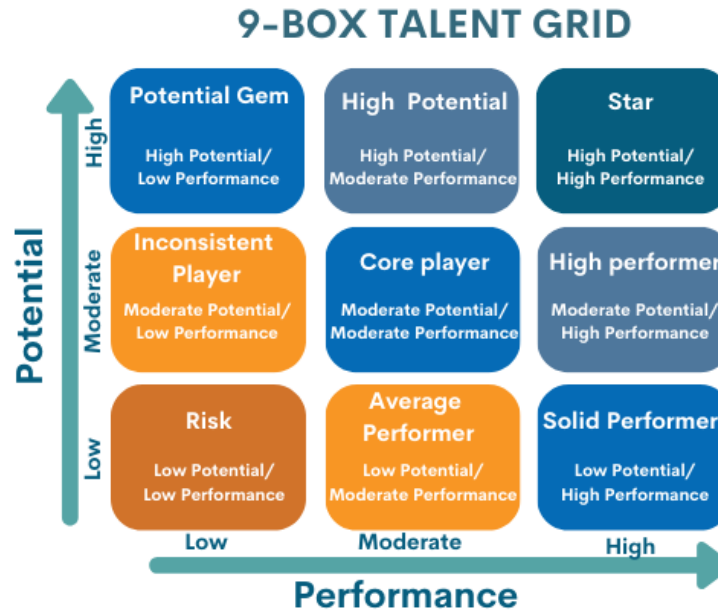 9-BOX TALENT GRID
Potential
High
Moderate
Low
Potential Gem
High Potential/
Low Performance
High Potential
High Potential/
Moderate Performance
Star
High Potential/
High Performance
Inconsistent
Player
Moderate Potential/
Low Performance
Core player
Moderate Potential/
Moderate Performance
High performer
Moderate Potential/
High Performance
Risk
Low Potential/
Low Performance
Average
Performer
Low Potential/
Moderate Performance
Solid Performer
Low Potential/
High Performance
Low
Moderate
High
Performance